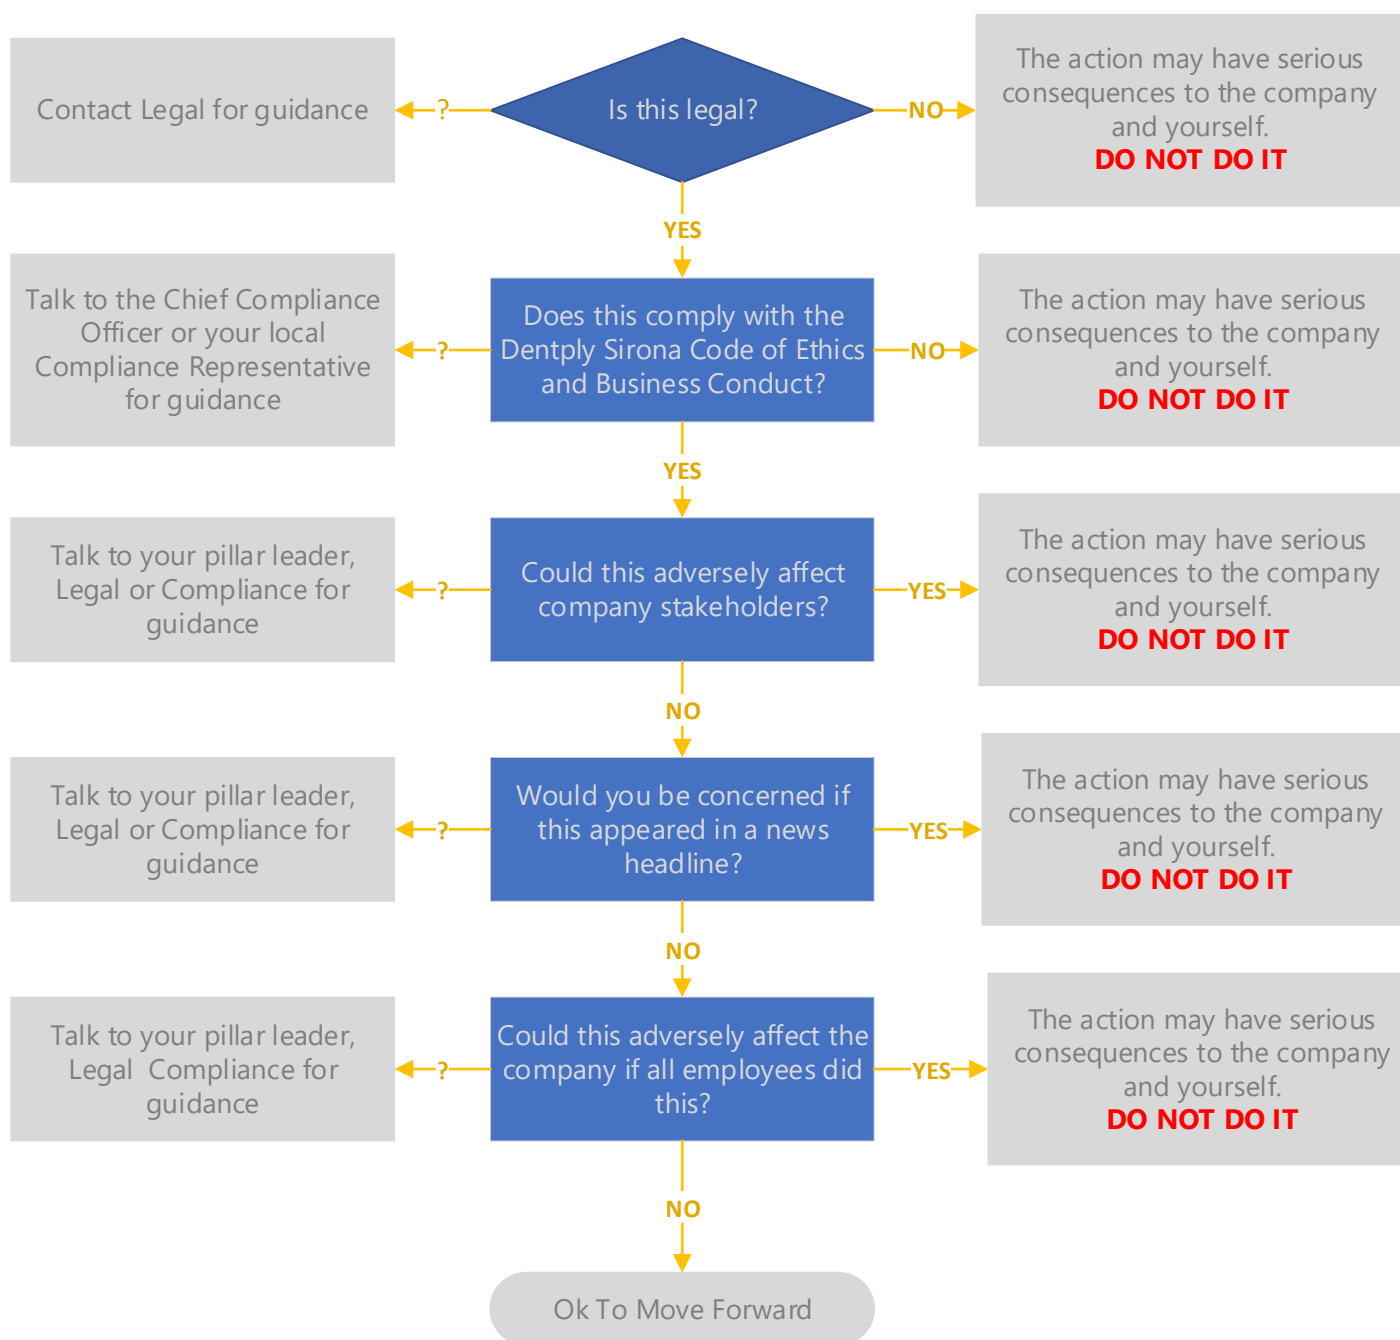 Contact Legal for guidance
?
Is this legal?
NO
The action may have serious
consequences to the company
and yourself.
DO NOT DO IT
YES
Talk to the Chief Compliance
Officer or your local
Compliance Representative
for guidance
?
Does this comply with the
Dentply Sirona Code of Ethics
and Business Conduct?
NO
The action may have serious
consequences to the company
and yourself.
DO NOT DO IT
YES
Talk to your pillar leader,
Legal or Compliance for
guidance
?
Could this adversely affect
company stakeholders?
YES
The action may have serious
consequences to the company
and yourself.
DO NOT DO IT
NO
Talk to your pillar leader,
Legal or Compliance for
guidance
?
Would you be concerned if
this appeared in a news
headline?
YES
The action may have serious
consequences to the company
and yourself.
DO NOT DO IT
NO
Talk to your pillar leader,
Legal  Compliance for
guidance
?
Could this adversely affect the
company if all employees did
this?
YES
The action may have serious
consequences to the company
and yourself.
DO NOT DO IT
NO
Ok To Move Forward